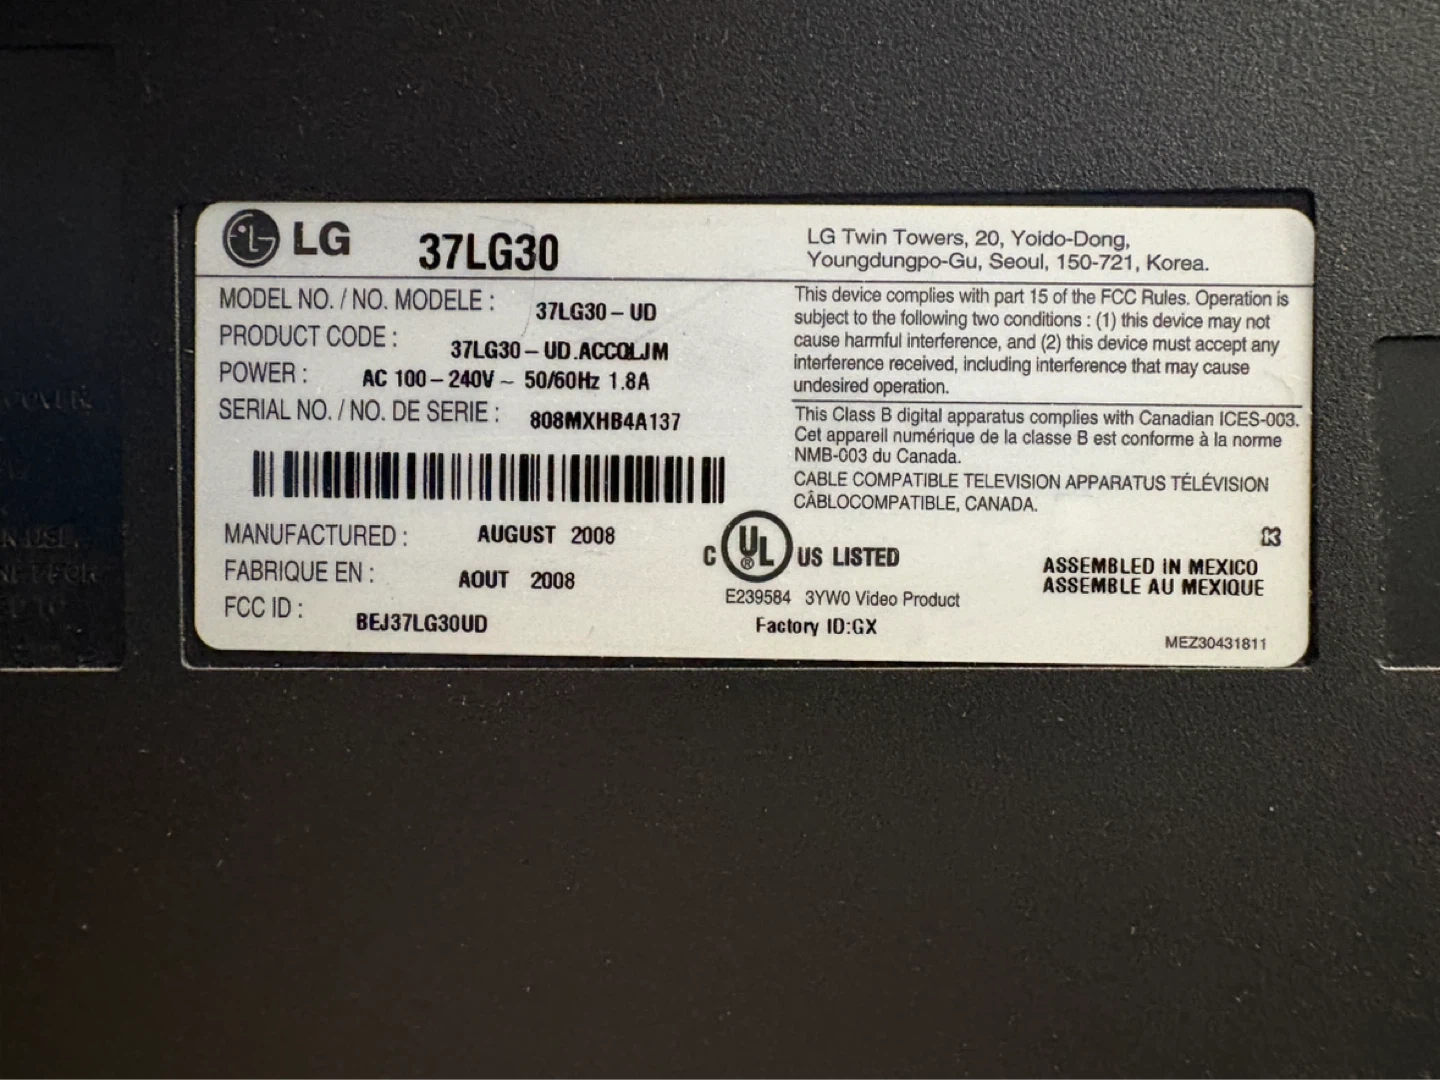 LG 37LG30
LG Twin Towers, 20, Yoido-Dong,
Youngdungpo-Gu, Seoul, 150-721, Korea.
MODEL NO. / NO. MODELE : 37LG30-UD
PRODUCT CODE : 37LG30-UD.ACCQLJM
POWER : AC 100-240V ~ 50/60Hz 1.8A
SERIAL NO. / NO. DE SERIE : 808MXHB4A137
MANUFACTURED : AUGUST 2008
FABRIQUE EN : AOUT 2008
FCC ID : BEJ37LG30UD
This device complies with part 15 of the FCC Rules. Operation is
subject to the following two conditions : (1) this device may not
cause harmful interference, and (2) this device must accept any
interference received, including interference that may cause
undesired operation.
This Class B digital apparatus complies with Canadian ICES-003.
Cet appareil numérique de la classe B est conforme à la norme
NMB-003 du Canada.
CABLE COMPATIBLE TELEVISION APPARATUS TÉLÉVISION
CÂBLOCOMPATIBLE, CANADA.
C UL ® US LISTED
E239584 3YW0 Video Product
Factory ID:GX
ASSEMBLED IN MEXICO
ASSEMBLE AU MEXIQUE
MEZ30431811